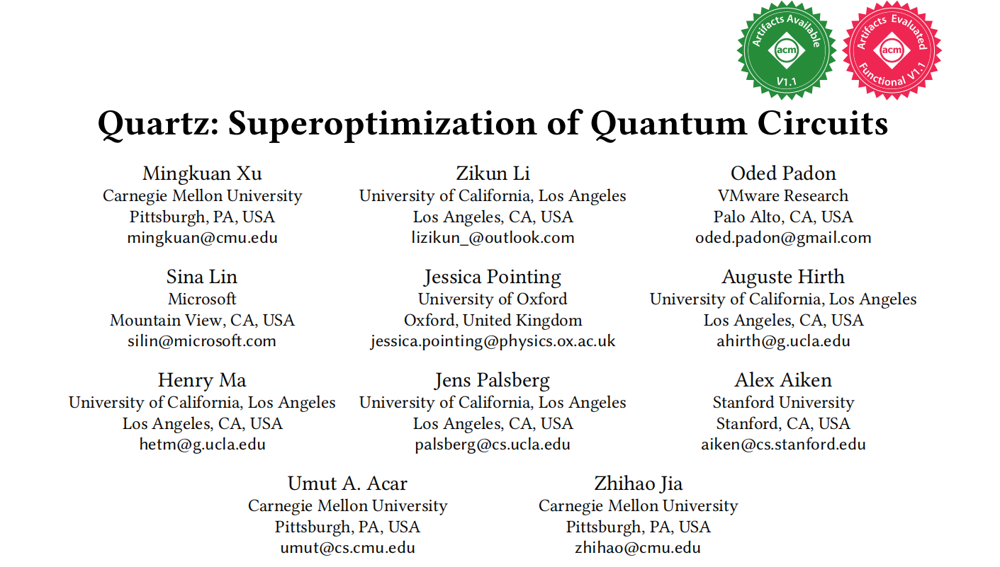 Artifacts Available
acm
V1.1
Artifacts Evaluated
acm
Functional V1.1
Quartz: Superoptimization of Quantum Circuits
Mingkuan Xu
Carnegie Mellon University
Pittsburgh, PA, USA
mingkuan@cmu.edu
Zikun Li
University of California, Los Angeles
Los Angeles, CA, USA
lizikun_@outlook.com
Oded Padon
VMware Research
Palo Alto, CA, USA
oded.padon@gmail.com
Sina Lin
Microsoft
Mountain View, CA, USA
silin@microsoft.com
Jessica Pointing
University of Oxford
Oxford, United Kingdom
jessica.pointing@physics.ox.ac.uk
Auguste Hirth
University of California, Los Angeles
Los Angeles, CA, USA
ahirth@g.ucla.edu
Henry Ma
University of California, Los Angeles
Los Angeles, CA, USA
hetm@g.ucla.edu
Jens Palsberg
University of California, Los Angeles
Los Angeles, CA, USA
palsberg@cs.ucla.edu
Alex Aiken
Stanford University
Stanford, CA, USA
aiken@cs.stanford.edu
Umut A. Acar
Carnegie Mellon University
Pittsburgh, PA, USA
umut@cs.cmu.edu
Zhihao Jia
Carnegie Mellon University
Pittsburgh, PA, USA
zhihao@cmu.edu